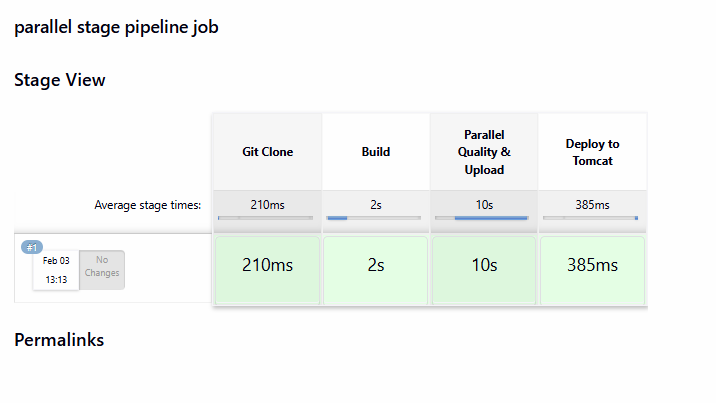 parallel stage pipeline job
Stage View
Git Clone
Build
Parallel
Quality &
Upload
Deploy to
Tomcat
Average stage times:
210ms
2s
10s
385ms
#1
Feb 03
13:13
No
Changes
210ms
2s
10s
385ms
Permalinks